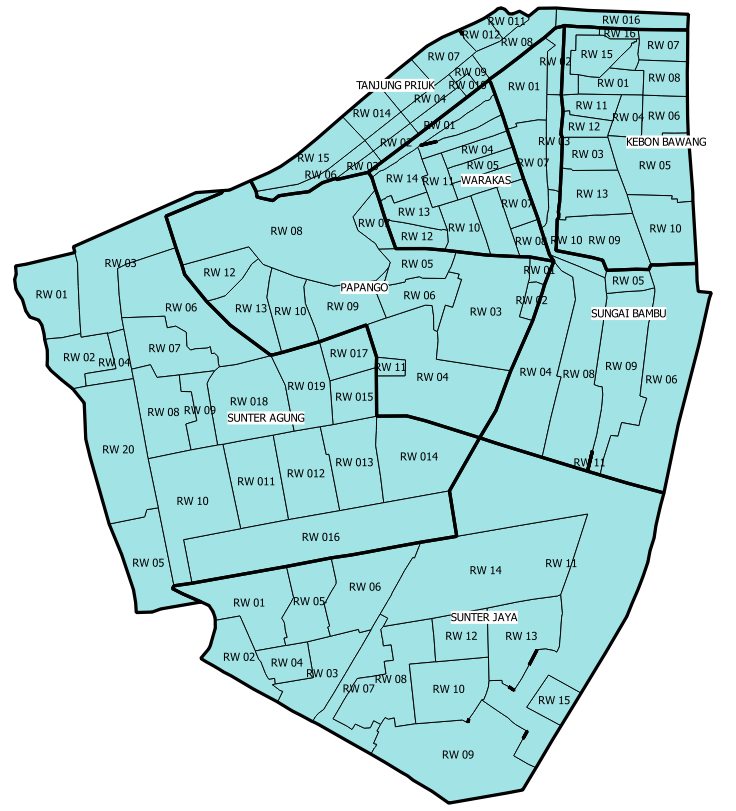 RW 011
RW 016
RW 012
RW 08
RW 16
RW 07
RW 07
RW 15
RW 02
RW 09
RW 08
TANJUNG PRIUK
RW 010
RW 01
RW 01
RW 04
RW 11
RW 014
RW 04
RW 06
RW 01
RW 12
RW 02
RW 03
KEBON BAWANG
RW 04
RW 03
RW 15
RW 05
RW 07
RW 05
RW 03
RW 06
RW 14
RW 11
WARAKAS
RW 13
RW 07
RW 13
RW 10
RW 10
RW 08
RW 01
RW 12
RW 08
RW 10
RW 09
RW 03
RW 05
RW 12
RW 01
RW 05
RW 01
PAPANGO
RW 06
RW 02
RW 06
RW 13
RW 10
RW 09
RW 03
SUNGAI BAMBU
RW 07
RW 017
RW 02
RW 04
RW 11
RW 09
RW 04
RW 04
RW 08
RW 06
RW 019
RW 018
RW 015
RW 08
RW 09
SUNTER AGUNG
RW 20
RW 014
RW 013
RW 11
RW 012
RW 011
RW 10
RW 016
RW 05
RW 11
RW 14
RW 06
RW 01
RW 05
SUNTER JAYA
RW 12
RW 13
RW 02
RW 04
RW 03
RW 08
RW 07
RW 10
RW 15
RW 09